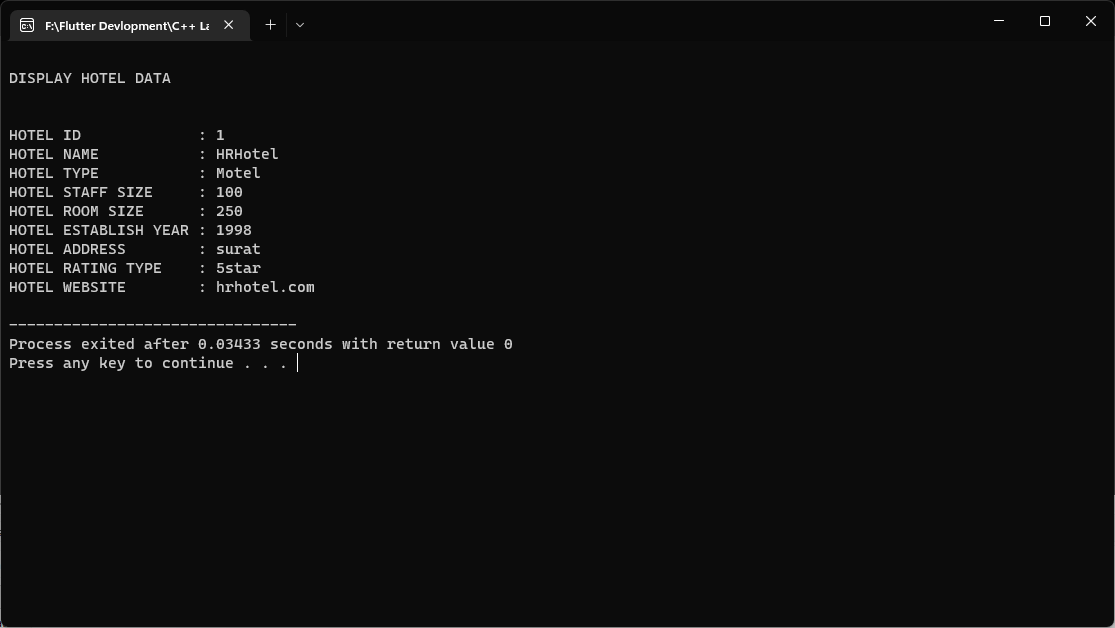 F:\Flutter Devlopment\C++ La
DISPLAY HOTEL DATA
HOTEL ID             : 1
HOTEL NAME           : HRHotel
HOTEL TYPE           : Motel
HOTEL STAFF SIZE     : 100
HOTEL ROOM SIZE      : 250
HOTEL ESTABLISH YEAR : 1998
HOTEL ADDRESS        : surat
HOTEL RATING TYPE    : 5star
HOTEL WEBSITE        : hrhotel.com
--------------------------------
Process exited after 0.03433 seconds with return value 0
Press any key to continue . . .